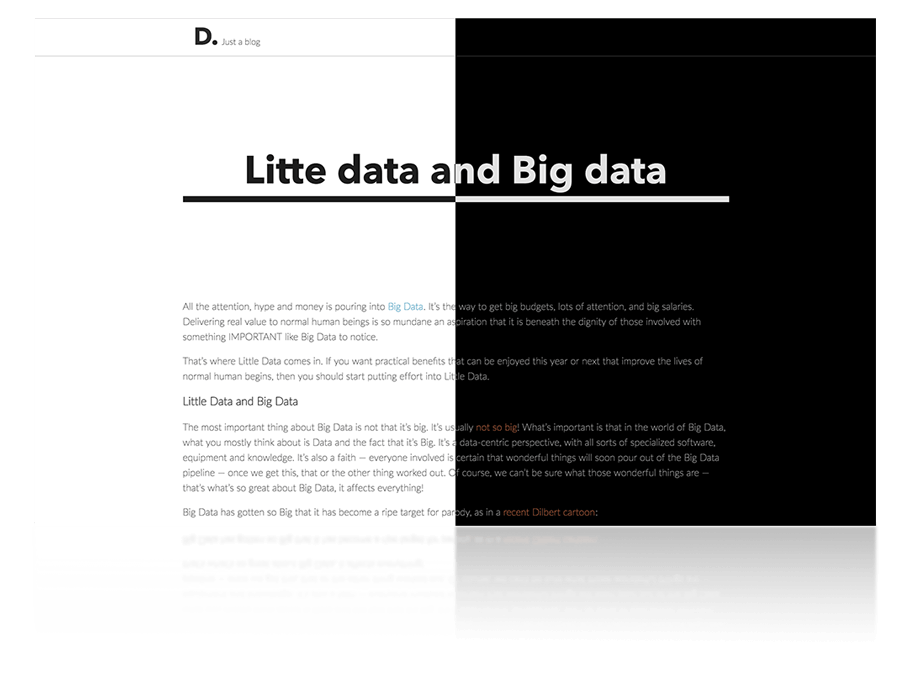 D. Just a blog
Litte data and Big data
All the attention, hype and money is pouring into Big Data. It's the way to get big budgets, lots of attention, and big salaries.
Delivering real value to normal human beings is so mundane an aspiration that it is beneath the dignity of those involved with
something IMPORTANT like Big Data to notice.
That's where Little Data comes in. If you want practical benefits that can be enjoyed this year or next that improve the lives of
normal human begins, then you should start putting effort into Little Data.
Little Data and Big Data
The most important thing about Big Data is not that it's big. It's usually not so big! What's important is that in the world of Big Data,
what you mostly think about is Data and the fact that it's Big. It's a data-centric perspective, with all sorts of specialized software,
equipment and knowledge. It's also a faith — everyone involved is certain that wonderful things will soon pour out of the Big Data
pipeline — once we get this, that or the other thing worked out. Of course, we can't be sure what those wonderful things are —
that's what's so great about Big Data, it affects everything!
Big Data has gotten so Big that it has become a ripe target for parody, as in a recent Dilbert cartoon: